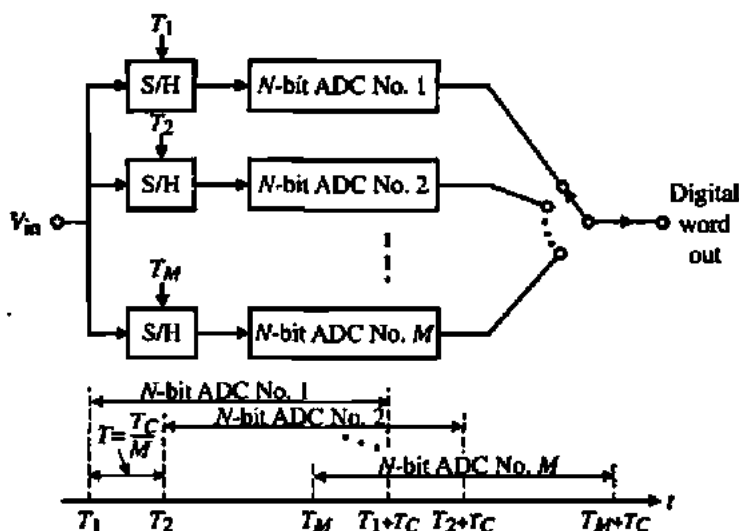 T1
S/H
N-bit ADC No. 1
T2
S/H
N-bit ADC No. 2
Vin
Digital
word
out
TM
S/H
N-bit ADC No. M
N-bit ADC No. 1
N-bit ADC No. 2
T=TC/M
N-bit ADC No. M
T1 T2 TM T1+TC T2+TC TM+TC t